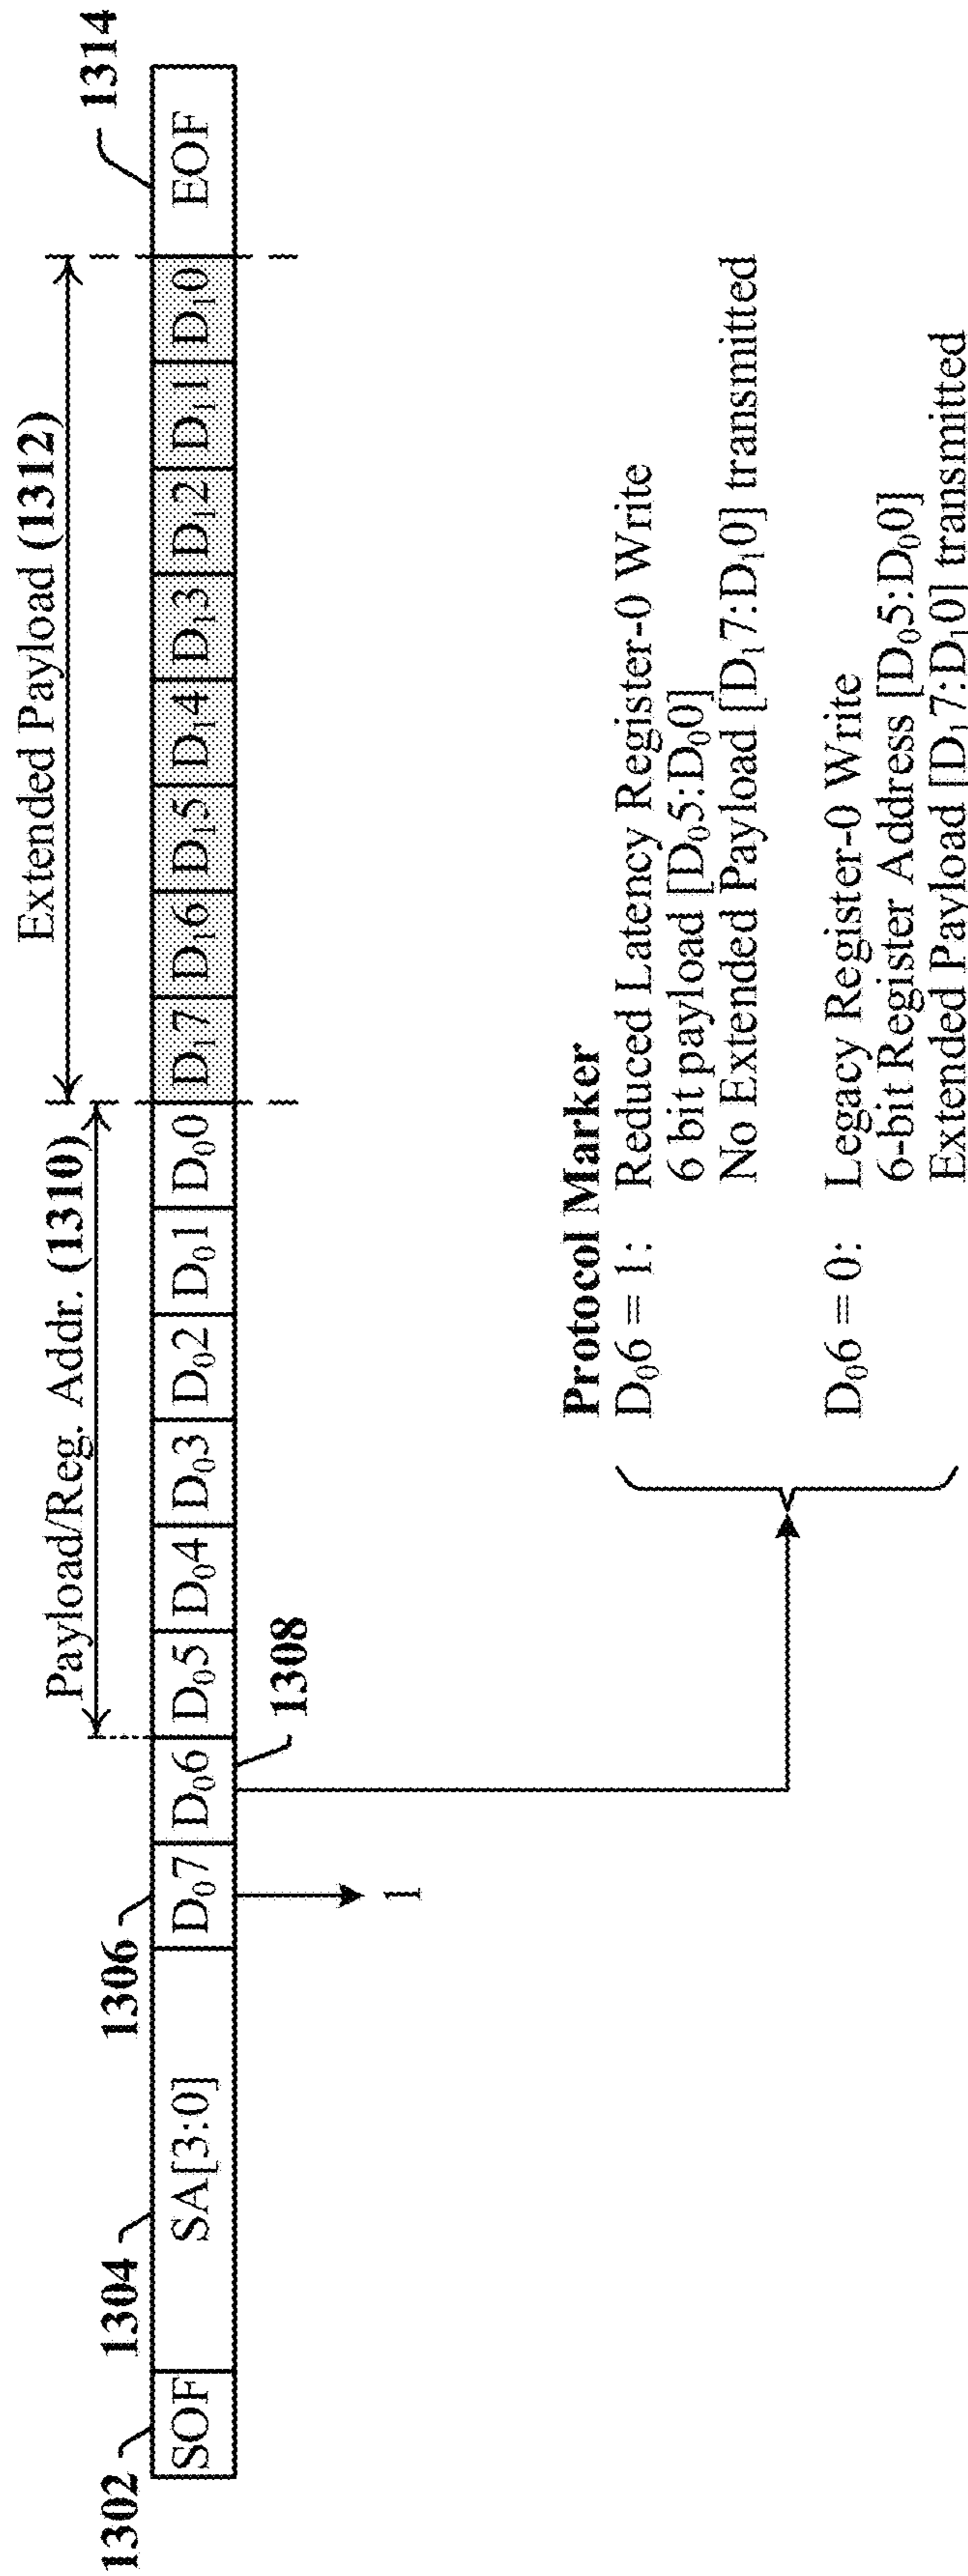 Extended Payload (1312)
Payload/Reg. Addr. (1310)
1302 1304 1306 1314
SOF SA[3:0] D₀7 D₀6 D₀5 D₀4 D₀3 D₀2 D₀1 D₀0 D₁7 D₁6 D₁5 D₁4 D₁3 D₁2 D₁1 D₁0 EOF
1308
1
Protocol Marker
D₀6 = 1: Reduced Latency Register-0 Write
6 bit payload [D₀5:D₀0]
No Extended Payload [D₁7:D₁0] transmitted
D₀6 = 0: Legacy Register-0 Write
6-bit Register Address [D₀5:D₀0]
Extended Payload [D₁7:D₁0] transmitted